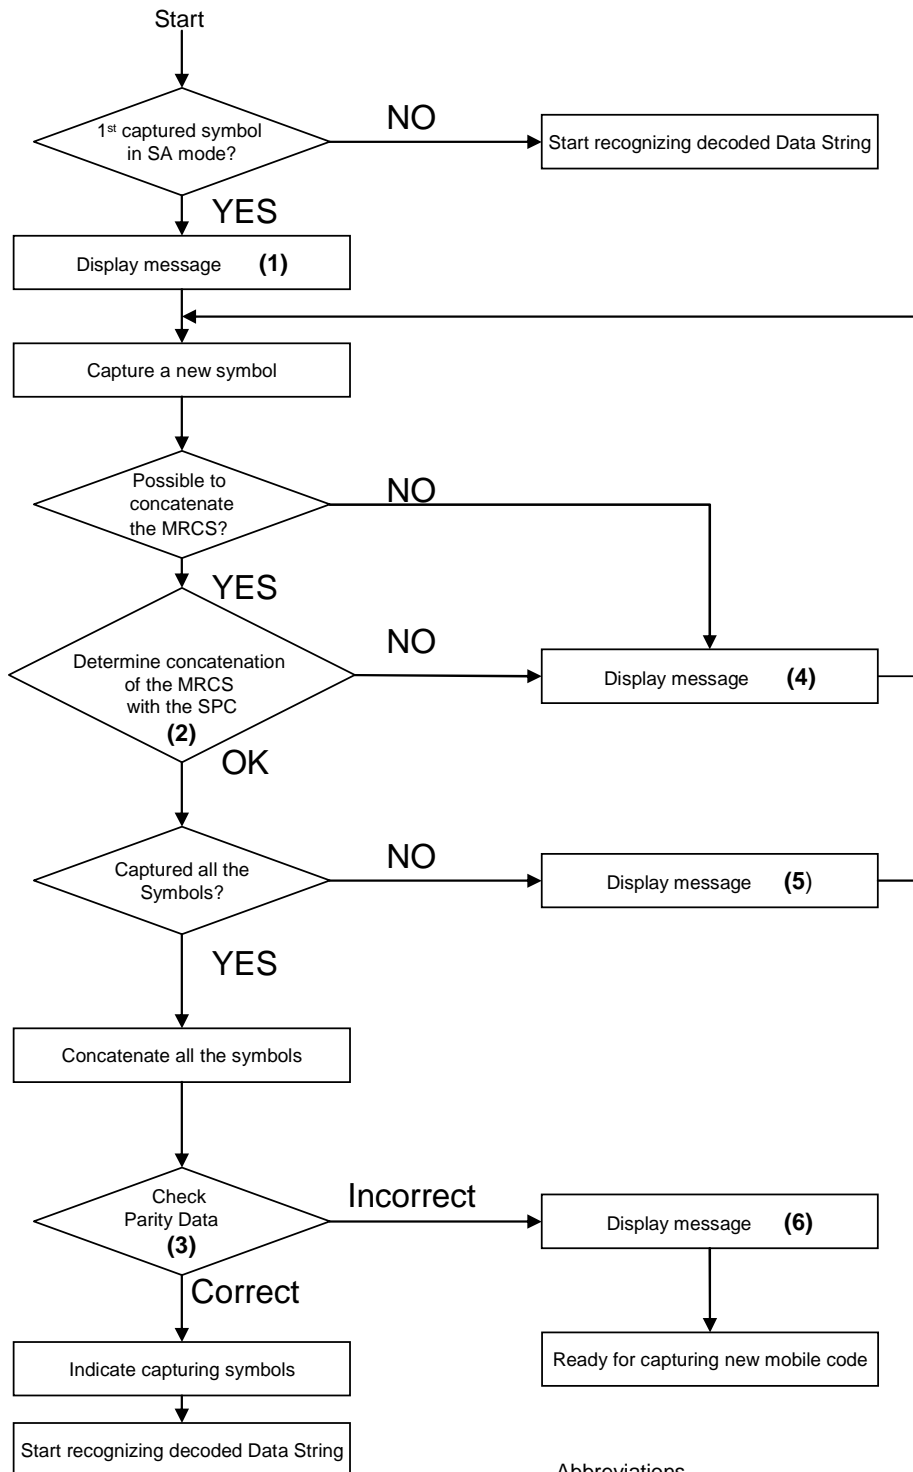 Start
1st captured symbol
in SA mode?
NO
Start recognizing decoded Data String
YES
Display message (1)
Capture a new symbol
Possible to
concatenate
the MRCS?
NO
YES
Determine concatenation
of the MRCS
with the SPC
(2)
NO
Display message (4)
OK
Captured all the
Symbols?
NO
Display message (5)
YES
Concatenate all the symbols
Check
Parity Data
(3)
Incorrect
Display message (6)
Correct
Indicate capturing symbols
Ready for capturing new mobile code
Start recognizing decoded Data String
Abbreviations